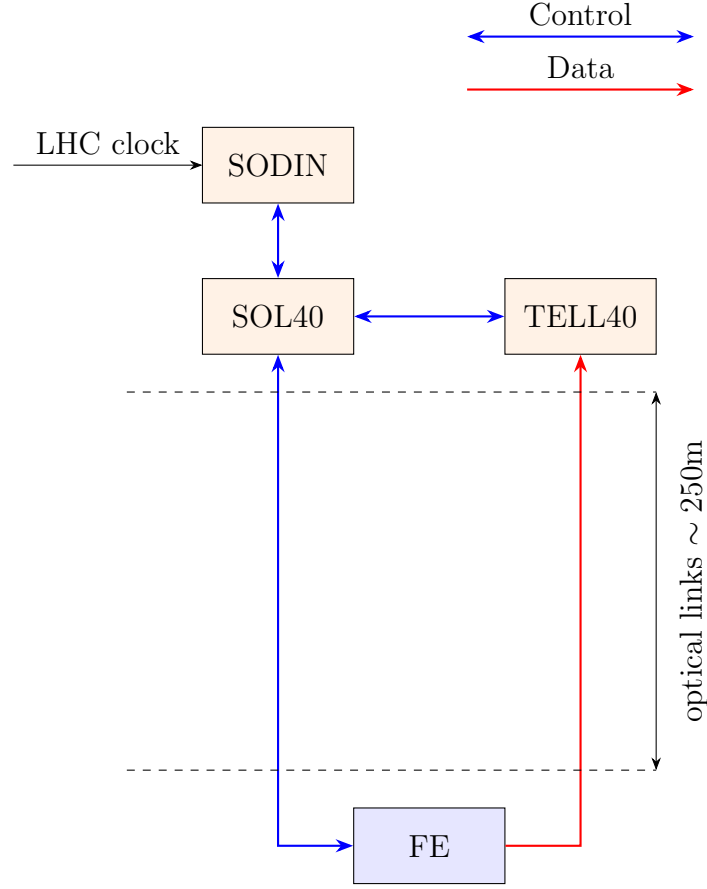 Control
Data
LHC clock
SODIN
SOL40
TELL40
optical links ~ 250m
FE